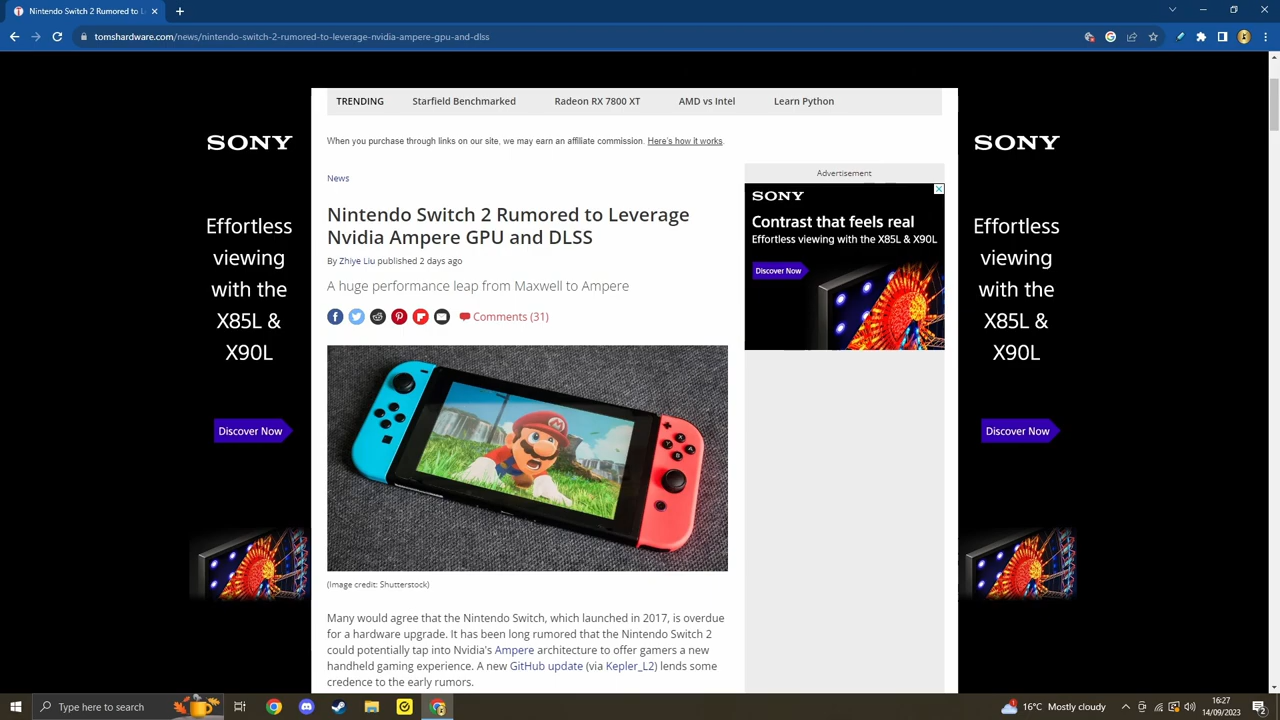 Nintendo Switch 2 Rumored to Le
tomshardware.com/news/nintendo-switch-2-rumored-to-leverage-nvidia-ampere-gpu-and-dlss
TRENDING
Starfield Benchmarked
Radeon RX 7800 XT
AMD vs Intel
Learn Python
When you purchase through links on our site, we may earn an affiliate commission. Here's how it works.
News
Nintendo Switch 2 Rumored to Leverage
Nvidia Ampere GPU and DLSS
By Zhiye Liu published 2 days ago
A huge performance leap from Maxwell to Ampere
Comments (31)
(Image credit: Shutterstock)
Many would agree that the Nintendo Switch, which launched in 2017, is overdue
for a hardware upgrade. It has been long rumored that the Nintendo Switch 2
could potentially tap into Nvidia's Ampere architecture to offer gamers a new
handheld gaming experience. A new GitHub update (via Kepler_L2) lends some
credence to the early rumors.
Advertisement
SONY
Contrast that feels real
Effortless viewing with the X85L & X90L
Discover Now
SONY
Effortless
viewing
with the
X85L &
X90L
Discover Now
SONY
Effortless
viewing
with the
X85L &
X90L
Discover Now
Type here to search
16°C Mostly cloudy
16:27
14/09/2023